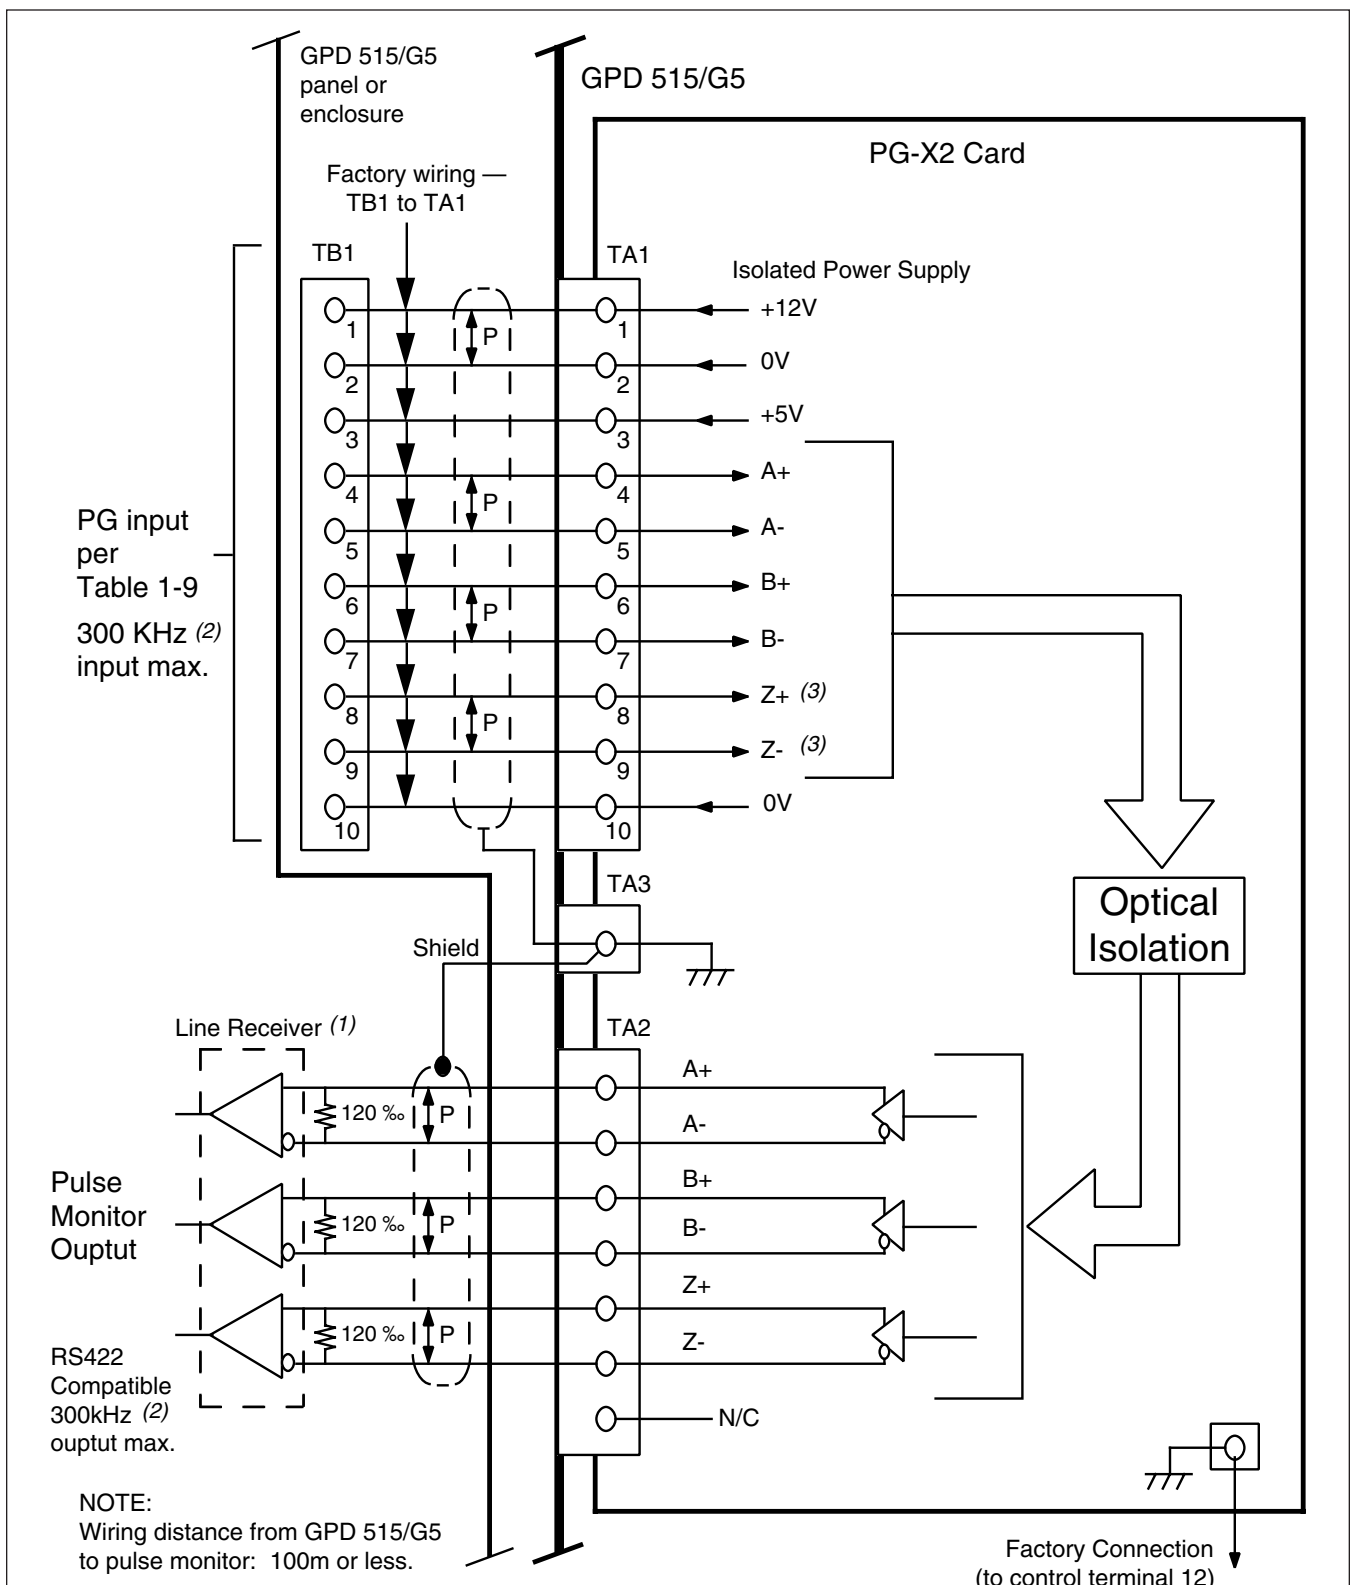 GPD 515/G5
panel or
enclosure
GPD 515/G5
PG-X2 Card
Factory wiring —
TB1 to TA1
TB1
TA1
Isolated Power Supply
1
P
1
+12V
2
2
0V
3
3
+5V
4
P
4
A+
5
5
A-
6
P
6
B+
7
7
B-
8
P
8
Z+ (3)
9
9
Z- (3)
10
10
0V
PG input
per
Table 1-9
300 KHz (2)
input max.
TA3
Shield
Optical
Isolation
Line Receiver (1)
TA2
A+
120 ‰
P
A-
B+
120 ‰
P
B-
Z+
120 ‰
P
Z-
N/C
Pulse
Monitor
Ouptut
RS422
Compatible
300kHz (2)
ouptut max.
NOTE:
Wiring distance from GPD 515/G5
to pulse monitor: 100m or less.
Factory Connection
(to control terminal 12)